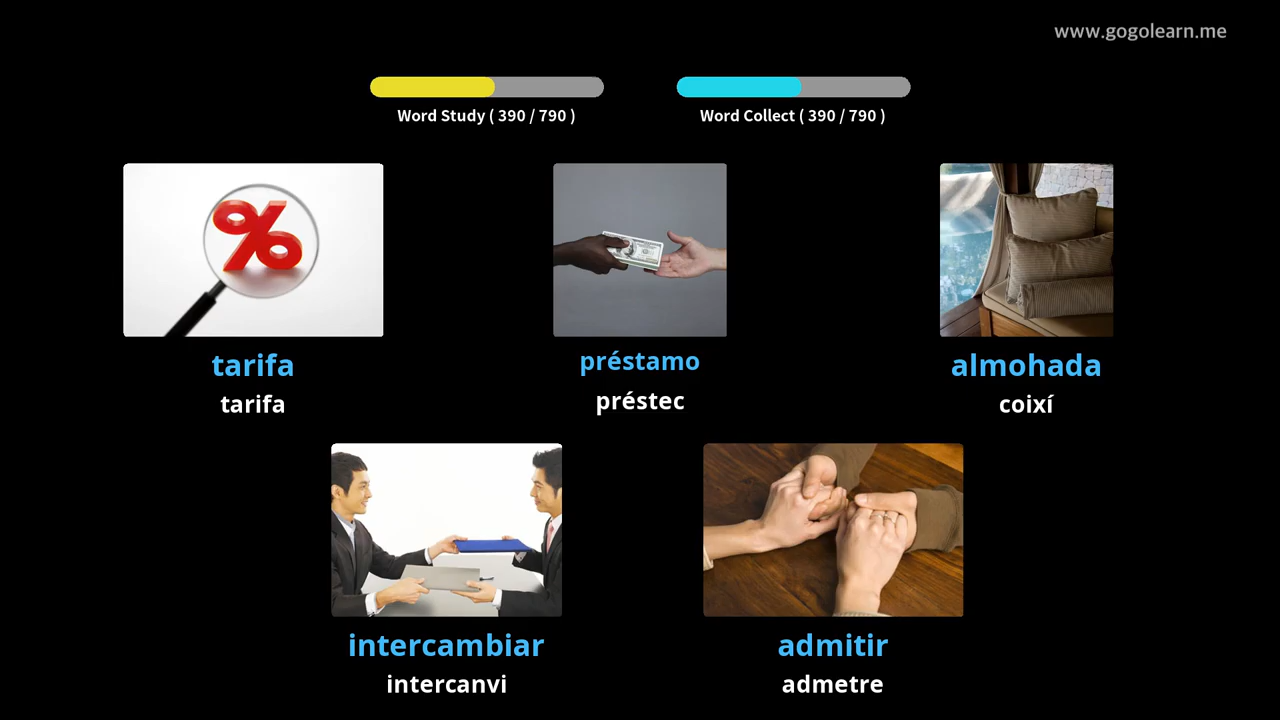 www.gogolearn.me
Word Study ( 390 / 790 )
Word Collect ( 390 / 790 )
tarifa
tarifa
préstamo
préstec
almohada
coixí
intercambiar
intercanvi
admitir
admetre